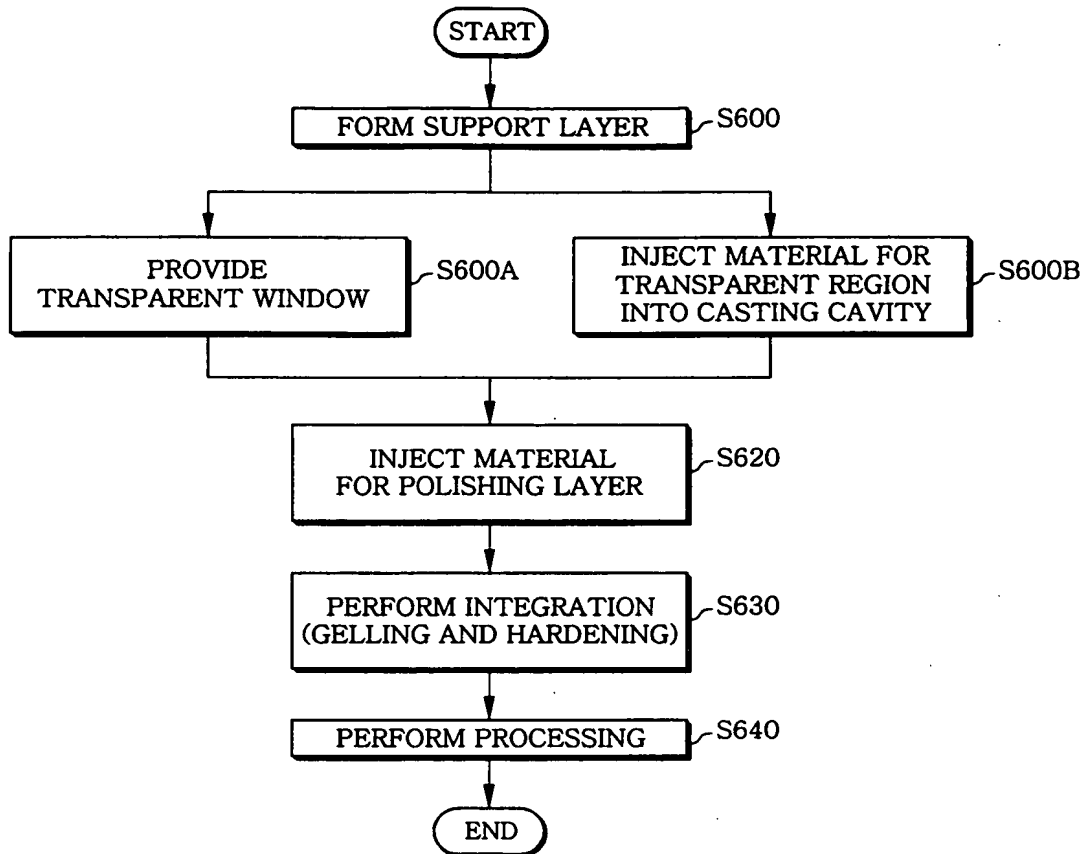 START
FORM SUPPORT LAYER
S600
PROVIDE
TRANSPARENT WINDOW
S600A
INJECT MATERIAL FOR
TRANSPARENT REGION
INTO CASTING CAVITY
S600B
INJECT MATERIAL
FOR POLISHING LAYER
S620
PERFORM INTEGRATION
(GELLING AND HARDENING)
S630
PERFORM PROCESSING
S640
END